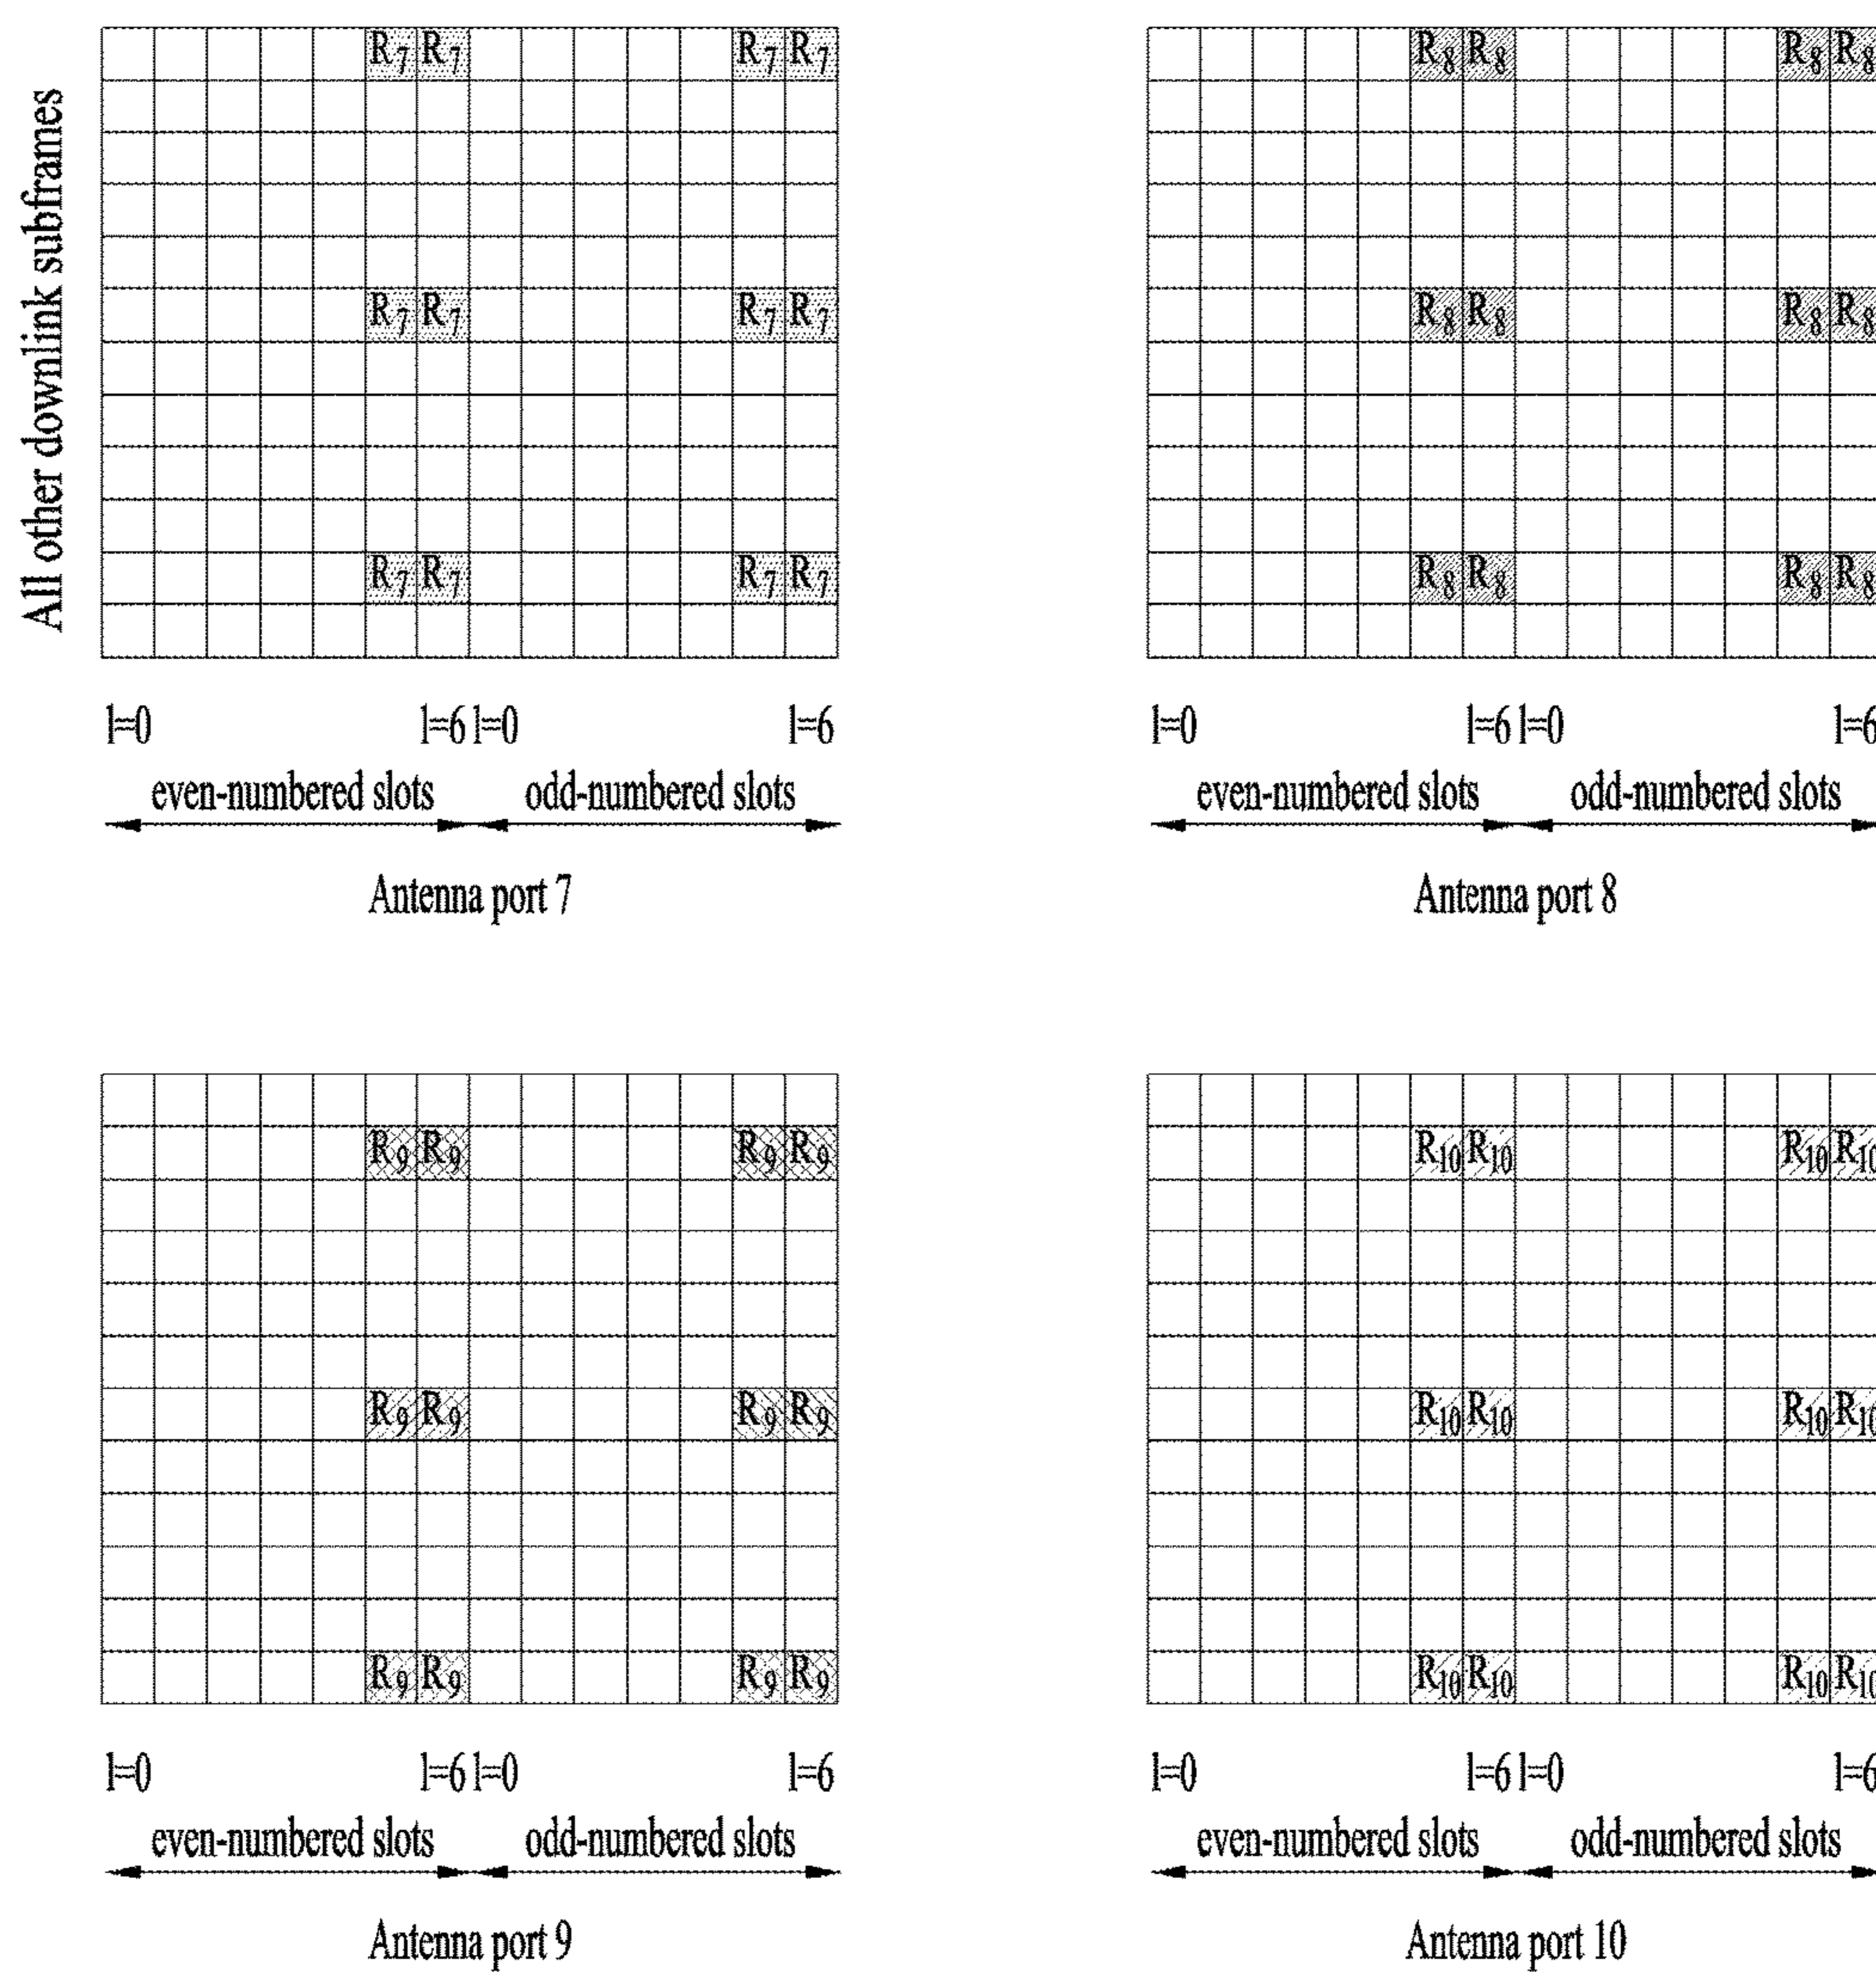 All other downlink subframes
R7 R7 R7 R7
R7 R7 R7 R7
R7 R7 R7 R7
l=0 l=6 l=0 l=6
even-numbered slots odd-numbered slots
Antenna port 7
R8 R8 R8 R8
R8 R8 R8 R8
R8 R8 R8 R8
l=0 l=6 l=0 l=6
even-numbered slots odd-numbered slots
Antenna port 8
R9 R9 R9 R9
R9 R9 R9 R9
R9 R9 R9 R9
l=0 l=6 l=0 l=6
even-numbered slots odd-numbered slots
Antenna port 9
R10 R10 R10 R10
R10 R10 R10 R10
R10 R10 R10 R10
l=0 l=6 l=0 l=6
even-numbered slots odd-numbered slots
Antenna port 10